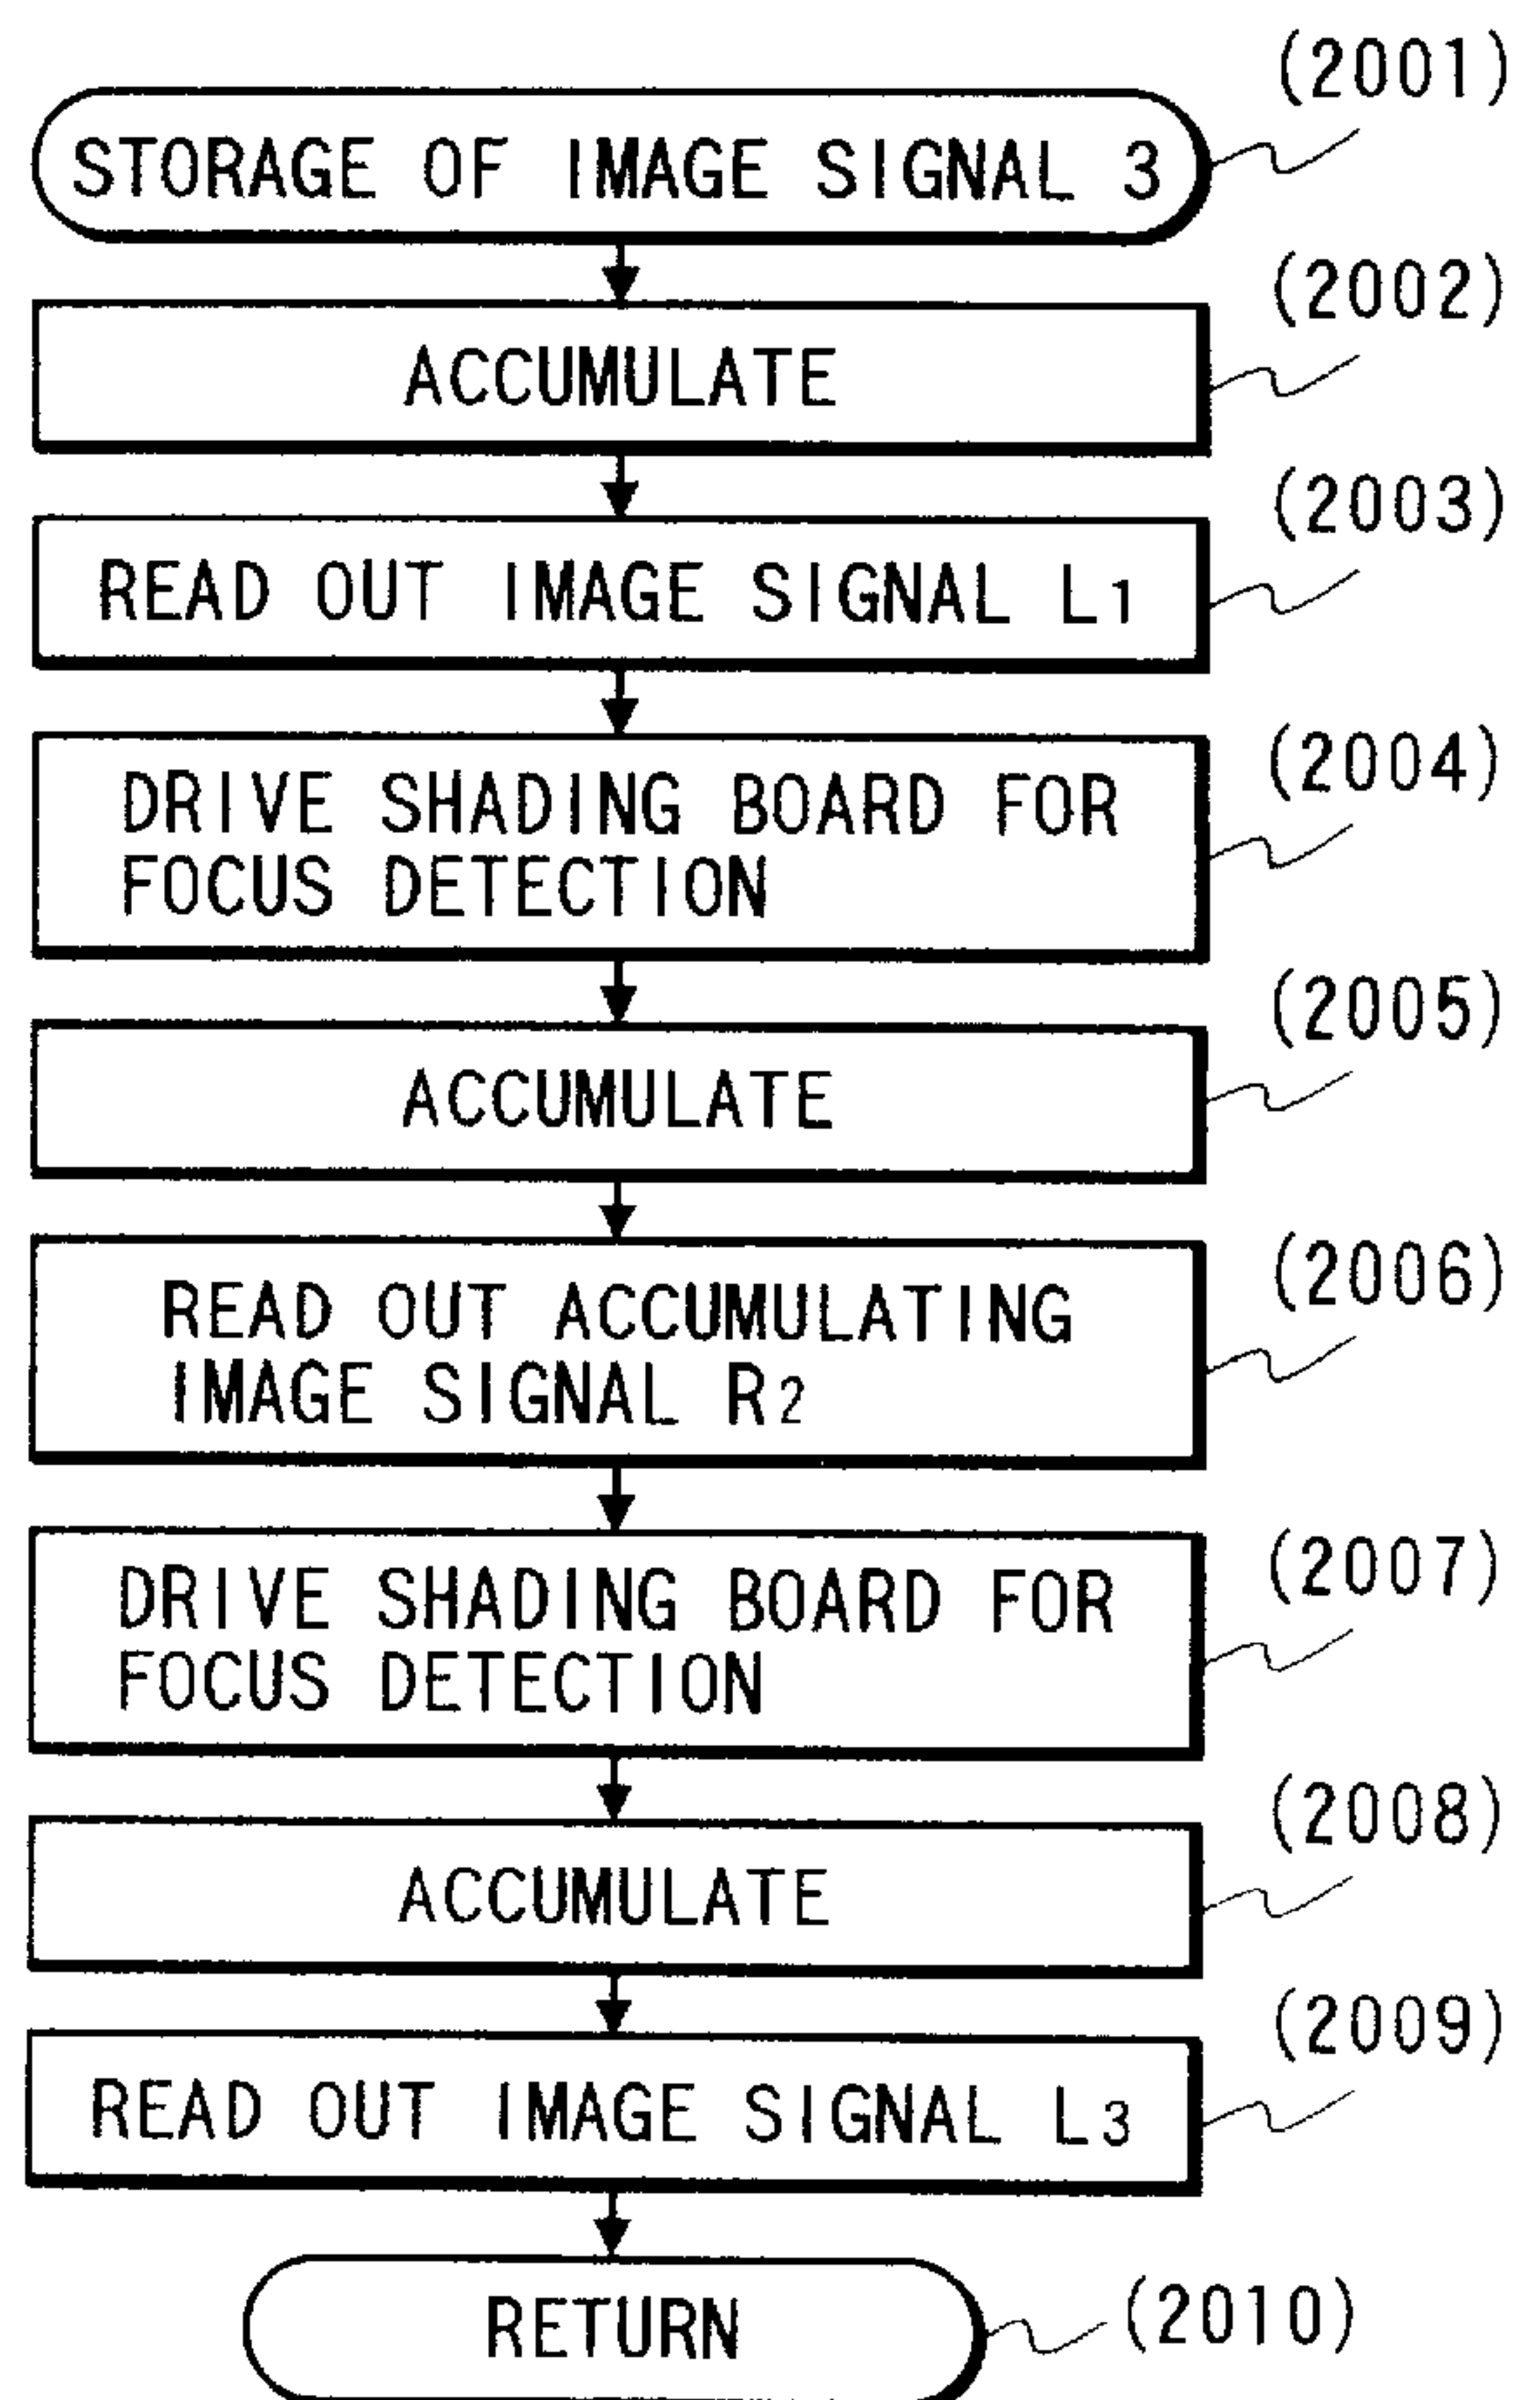 (2001)
STORAGE OF IMAGE SIGNAL 3
(2002)
ACCUMULATE
(2003)
READ OUT IMAGE SIGNAL L1
(2004)
DRIVE SHADING BOARD FOR
FOCUS DETECTION
(2005)
ACCUMULATE
(2006)
READ OUT ACCUMULATING
IMAGE SIGNAL R2
(2007)
DRIVE SHADING BOARD FOR
FOCUS DETECTION
(2008)
ACCUMULATE
(2009)
READ OUT IMAGE SIGNAL L3
RETURN
(2010)